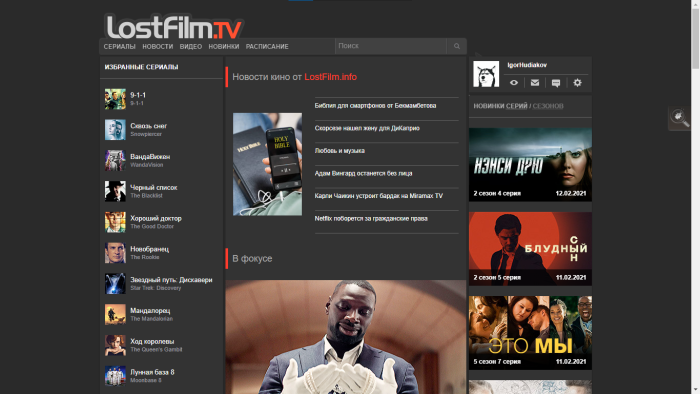 LostFilm.TV
СЕРИАЛЫ НОВОСТИ ВИДЕО НОВИНКИ РАСПИСАНИЕ
Поиск
ИЗБРАННЫЕ СЕРИАЛЫ
9-1-1
9-1-1
Сквозь снег
Snowpiercer
ВандаВижен
WandaVision
Черный список
The Blacklist
Хороший доктор
The Good Doctor
Новобранец
The Rookie
Звездный путь: Дискавери
Star Trek: Discovery
Мандалорец
The Mandalorian
Ход королевы
The Queen's Gambit
Лунная база 8
Moonbase 8
Новости кино от LostFilm.info
HOLY BIBLE
Библия для смартфонов от Бекмамбетова
Скорсезе нашел жену для ДиКаприо
Любовь и музыка
Адам Вингард останется без лица
Карли Чаикин устроит бардак на Miramax TV
Netflix поборется за гражданские права
В фокусе
IgorHudiakov
НОВИНКИ СЕРИЙ / СЕЗОНОВ
НЭНСИ ДРЮ
2 сезон 4 серия 12.02.2021
БЛУДНЫЙ СЫН
2 сезон 5 серия 11.02.2021
ЭТО МЫ
5 сезон 7 серия 11.02.2021